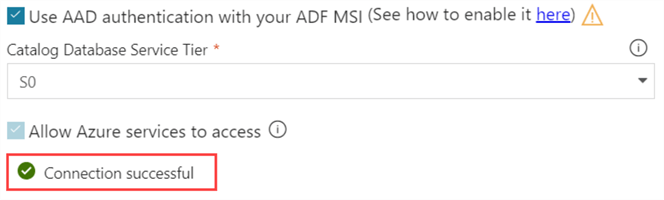 Use AAD authentication with your ADF MSI (See how to enable it here)
Catalog Database Service Tier *
S0
Allow Azure services to access
Connection successful